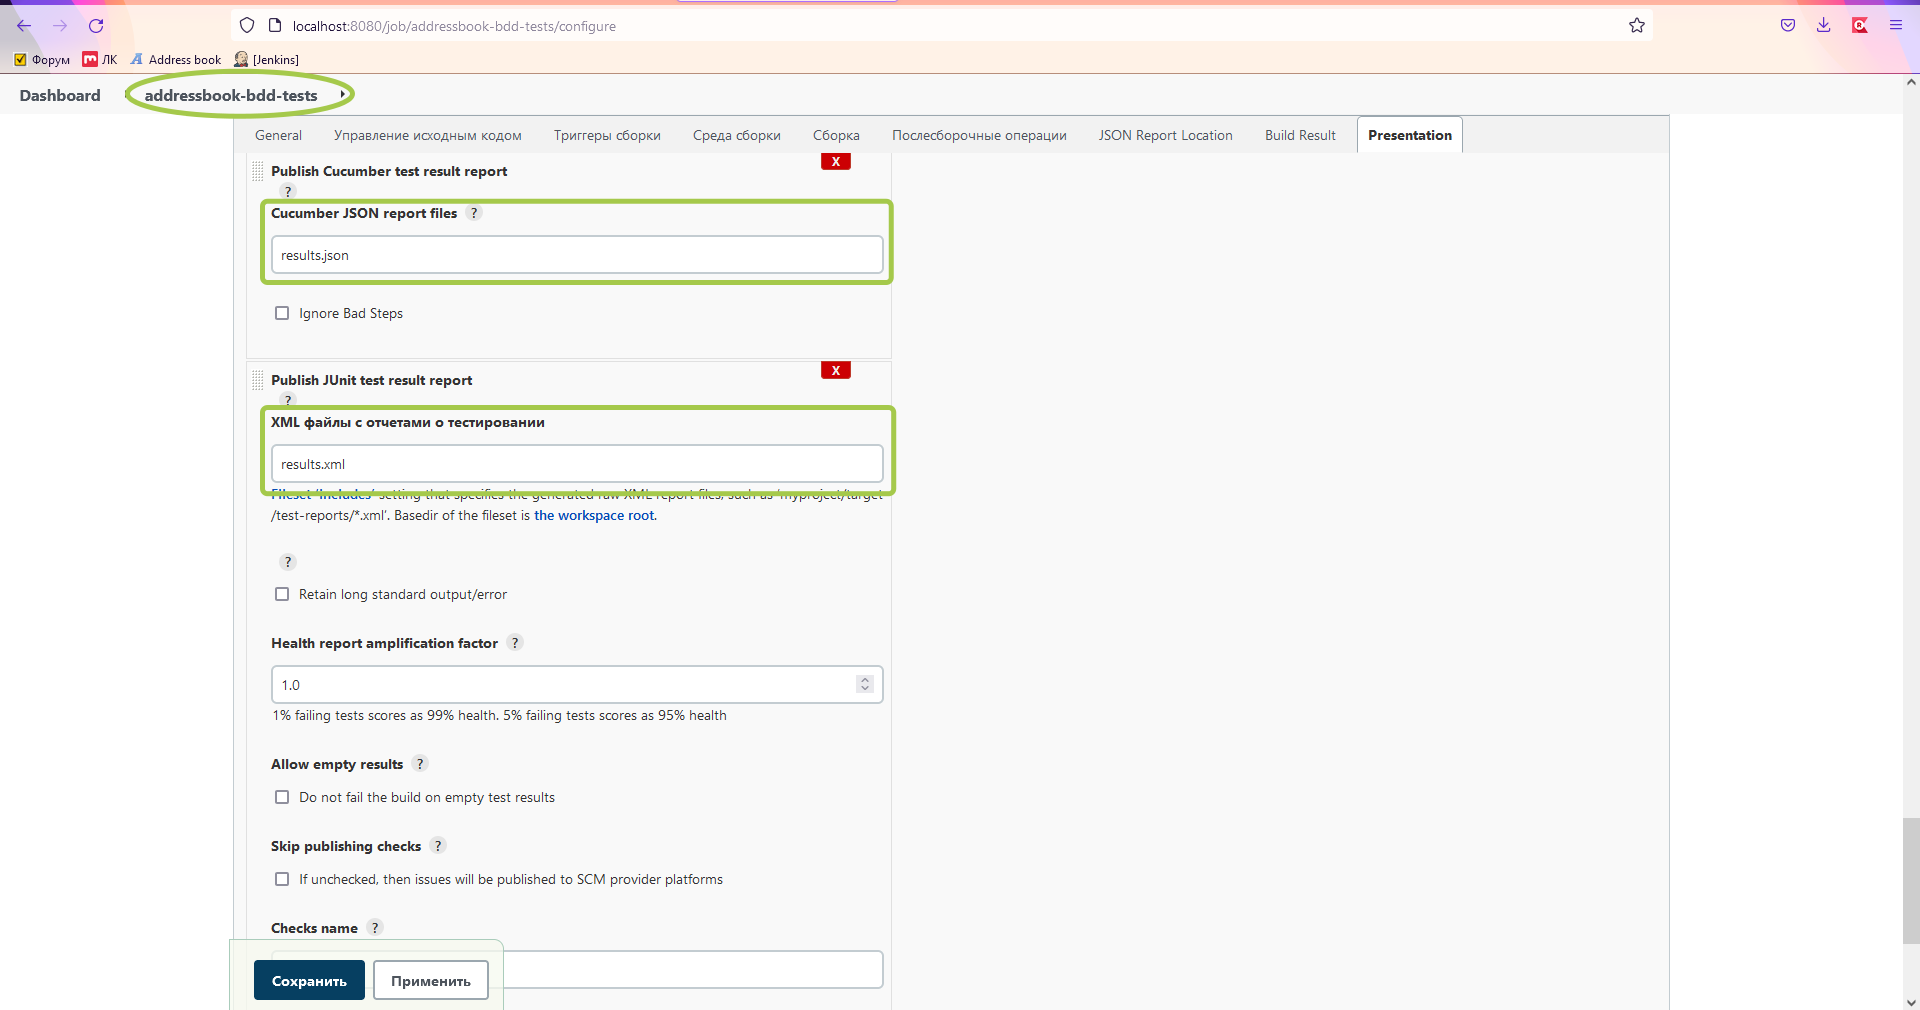 localhost:8080/job/addressbook-bdd-tests/configure
Форум ЛК Address book [Jenkins]
Dashboard addressbook-bdd-tests
General Управление исходным кодом Триггеры сборки Среда сборки Сборка Послесборочные операции JSON Report Location Build Result Presentation
X
Publish Cucumber test result report
?
Cucumber JSON report files ?
results.json
Ignore Bad Steps
X
Publish JUnit test result report
?
XML файлы с отчетами о тестировании
results.xml
Fileset 'includes' setting that specifies the generated raw XML report files, such as 'myproject/target
/test-reports/*.xml'. Basedir of the fileset is the workspace root.
?
Retain long standard output/error
Health report amplification factor ?
1.0
1% failing tests scores as 99% health. 5% failing tests scores as 95% health
Allow empty results ?
Do not fail the build on empty test results
Skip publishing checks ?
If unchecked, then issues will be published to SCM provider platforms
Checks name ?
Сохранить Применить